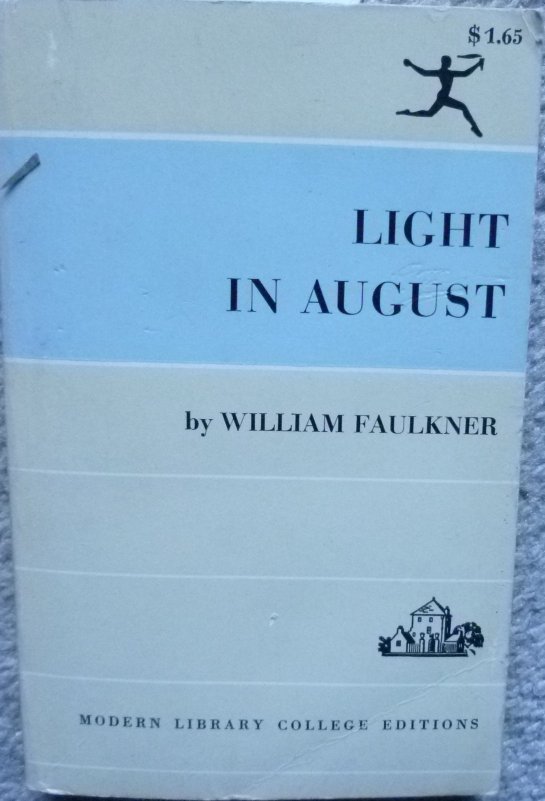 $1.65
LIGHT
IN AUGUST
by WILLIAM FAULKNER
MODERN LIBRARY COLLEGE EDITIONS